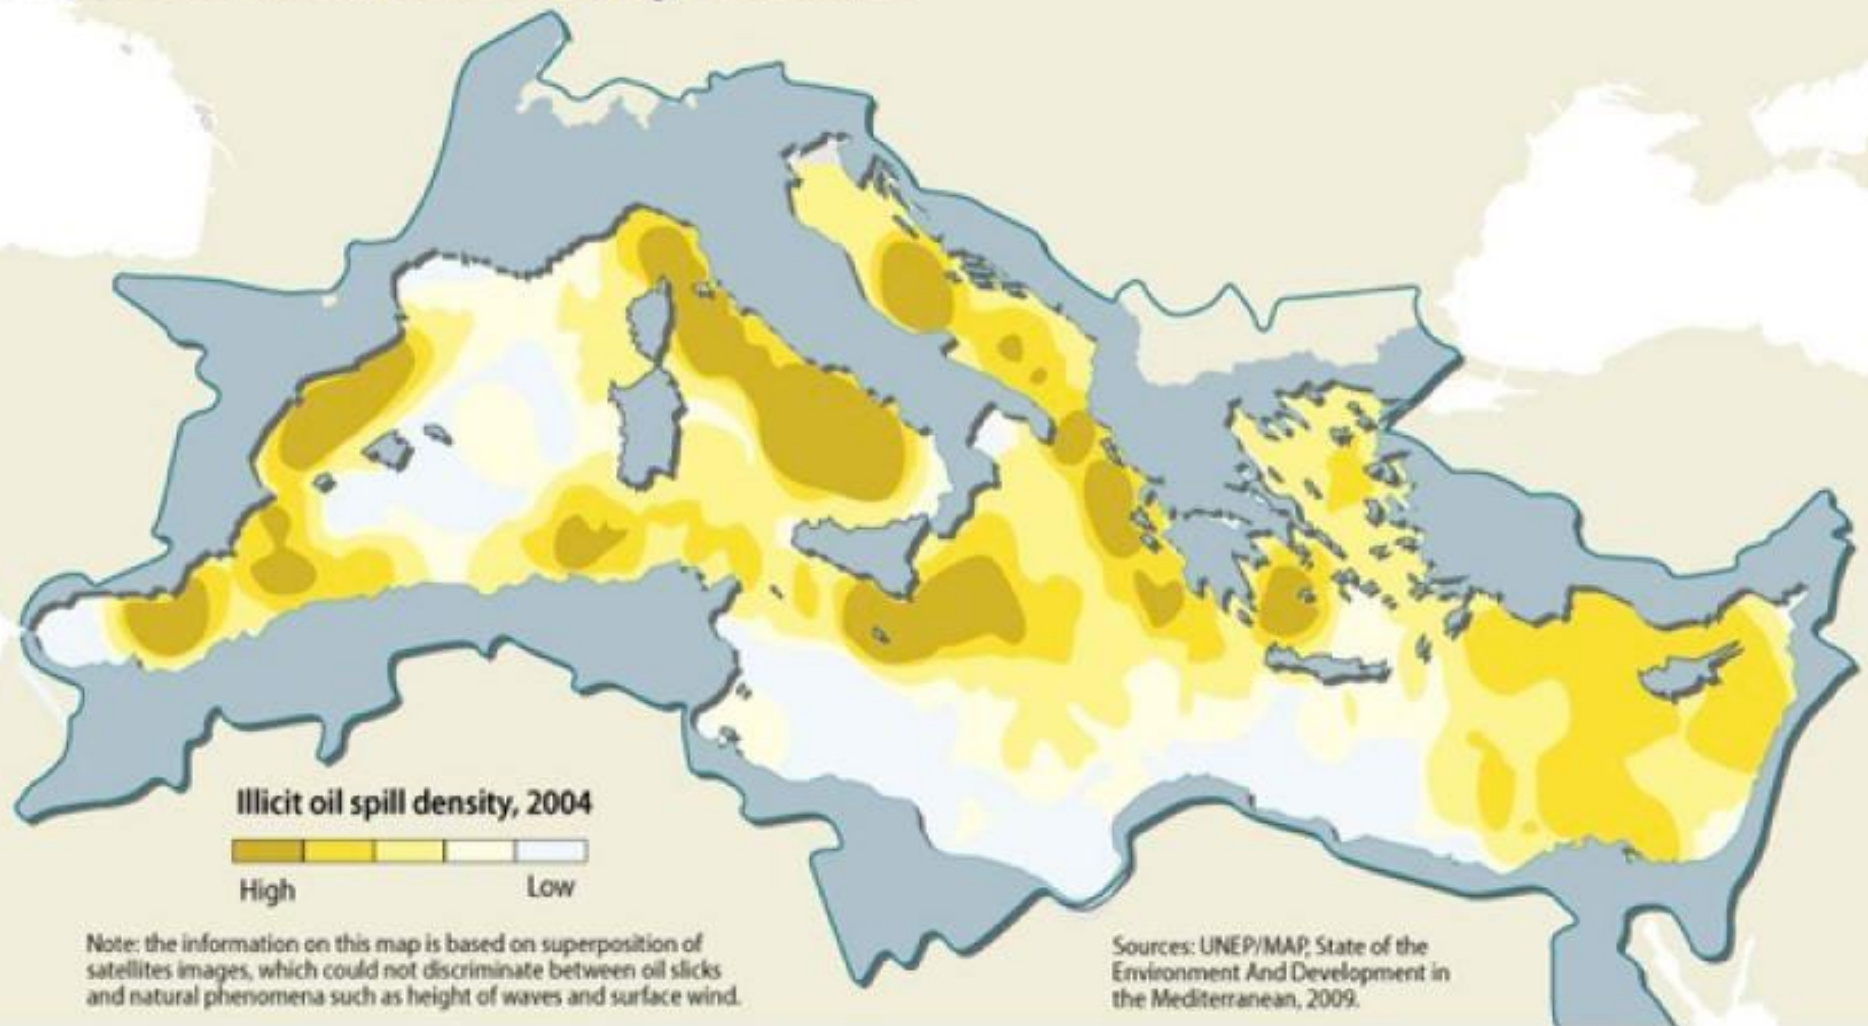 Illicit oil spill density, 2004
High
Low
Note: the information on this map is based on superposition of
satellites images, which could not discriminate between oil slicks
and natural phenomena such as height of waves and surface wind.
Sources: UNEP/MAP, State of the
Environment And Development in
the Mediterranean, 2009.